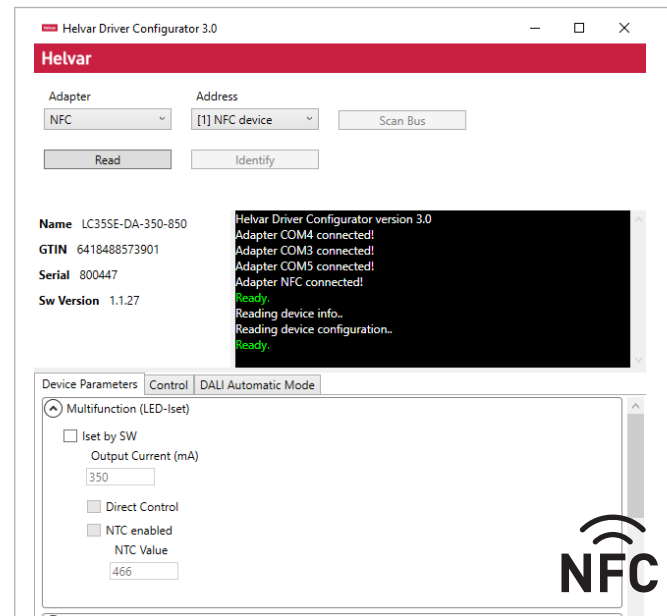 Helvar Driver Configurator 3.0
Helvar
Adapter Address
NFC [1] NFC device Scan Bus
Read Identify
Name LC35SE-DA-350-850
GTIN 6418488573901
Serial 800447
Sw Version 1.1.27
Helvar Driver Configurator version 3.0
Adapter COM4 connected!
Adapter COM3 connected!
Adapter COM5 connected!
Adapter NFC connected!
Ready.
Reading device info..
Reading device configuration..
Ready.
Device Parameters Control DALI Automatic Mode
Multifunction (LED-Iset)
Iset by SW
Output Current (mA)
350
Direct Control
NTC enabled
NTC Value
466
NFC